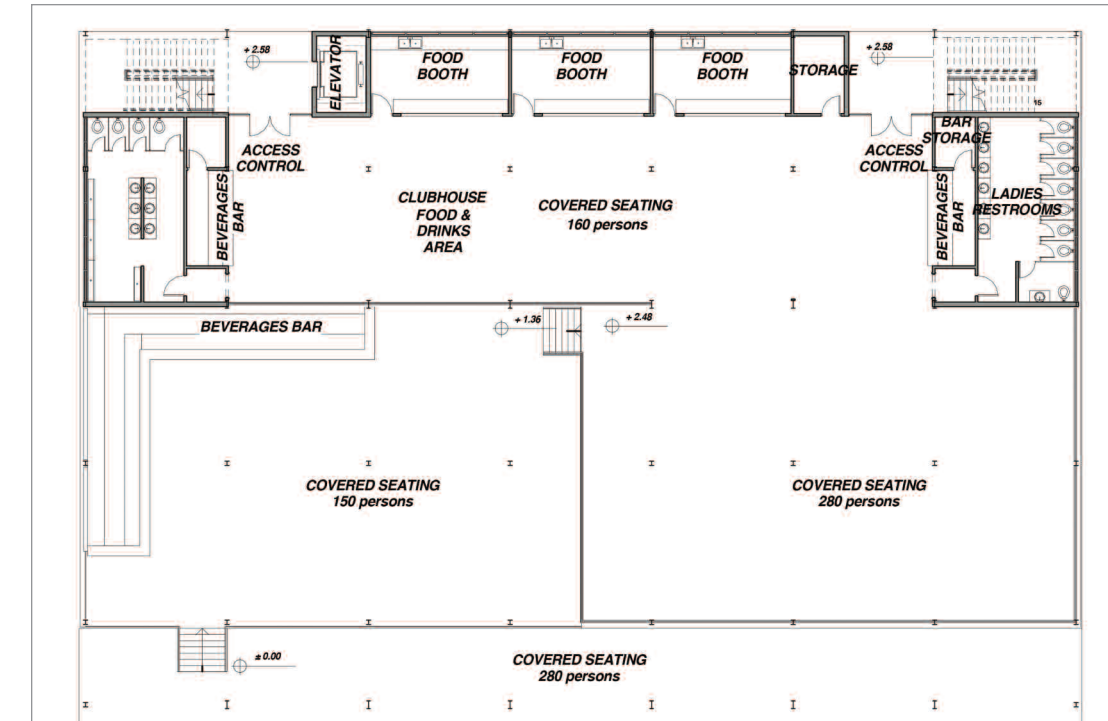 + 2.58
ELEVATOR
FOOD
BOOTH
FOOD
BOOTH
FOOD
BOOTH
STORAGE
+ 2.58
15
ACCESS
CONTROL
ACCESS
CONTROL
BAR
STORAGE
BEVERAGES
BAR
CLUBHOUSE
FOOD &
DRINKS
AREA
COVERED SEATING
160 persons
BEVERAGES
BAR
LADIES
RESTROOMS
BEVERAGES BAR
+ 1.36
+ 2.48
COVERED SEATING
150 persons
COVERED SEATING
280 persons
± 0.00
COVERED SEATING
280 persons